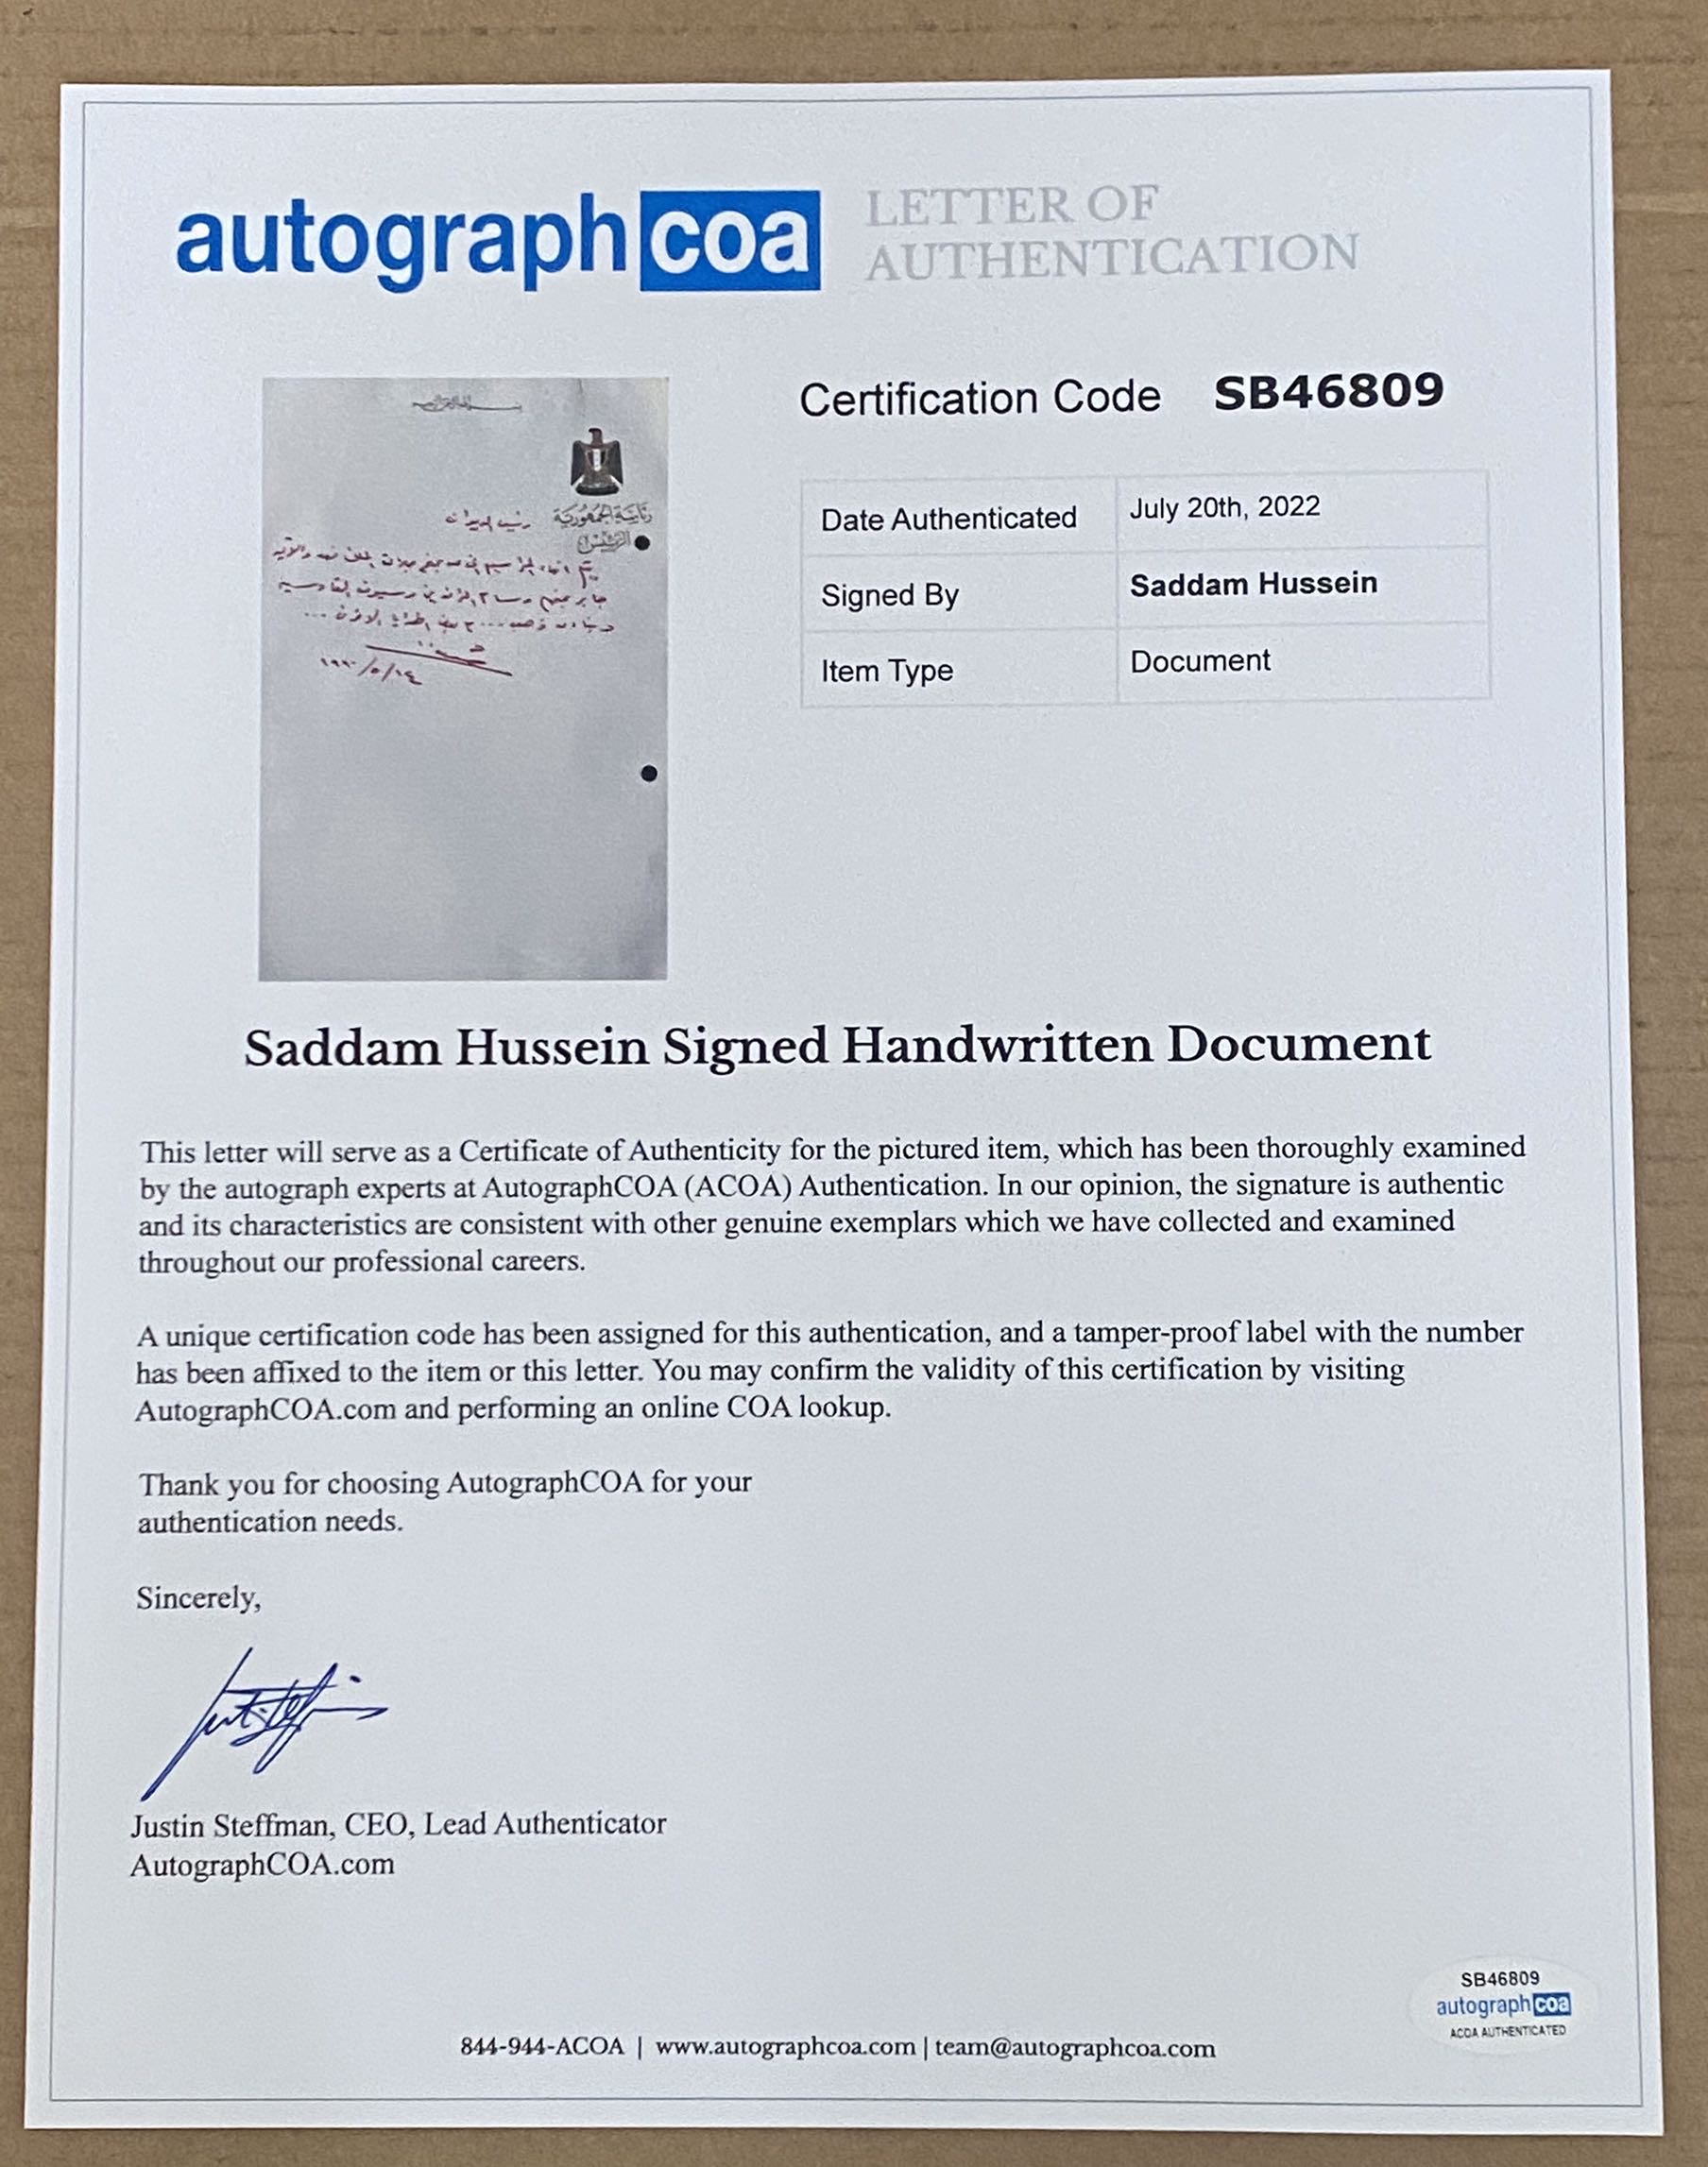 autographcoa
LETTER OF
AUTHENTICATION
رئاسة الجمهورية
الرئيس
١٩٩٠/٥/١٤
Certification Code SB46809
Date Authenticated July 20th, 2022
Signed By Saddam Hussein
Item Type Document
Saddam Hussein Signed Handwritten Document
This letter will serve as a Certificate of Authenticity for the pictured item, which has been thoroughly examined
by the autograph experts at AutographCOA (ACOA) Authentication. In our opinion, the signature is authentic
and its characteristics are consistent with other genuine exemplars which we have collected and examined
throughout our professional careers.
A unique certification code has been assigned for this authentication, and a tamper-proof label with the number
has been affixed to the item or this letter. You may confirm the validity of this certification by visiting
AutographCOA.com and performing an online COA lookup.
Thank you for choosing AutographCOA for your
authentication needs.
Sincerely,
Justin Steffman, CEO, Lead Authenticator
AutographCOA.com
SB46809
autographcoa
ACOA AUTHENTICATED
844-944-ACOA | www.autographcoa.com | team@autographcoa.com